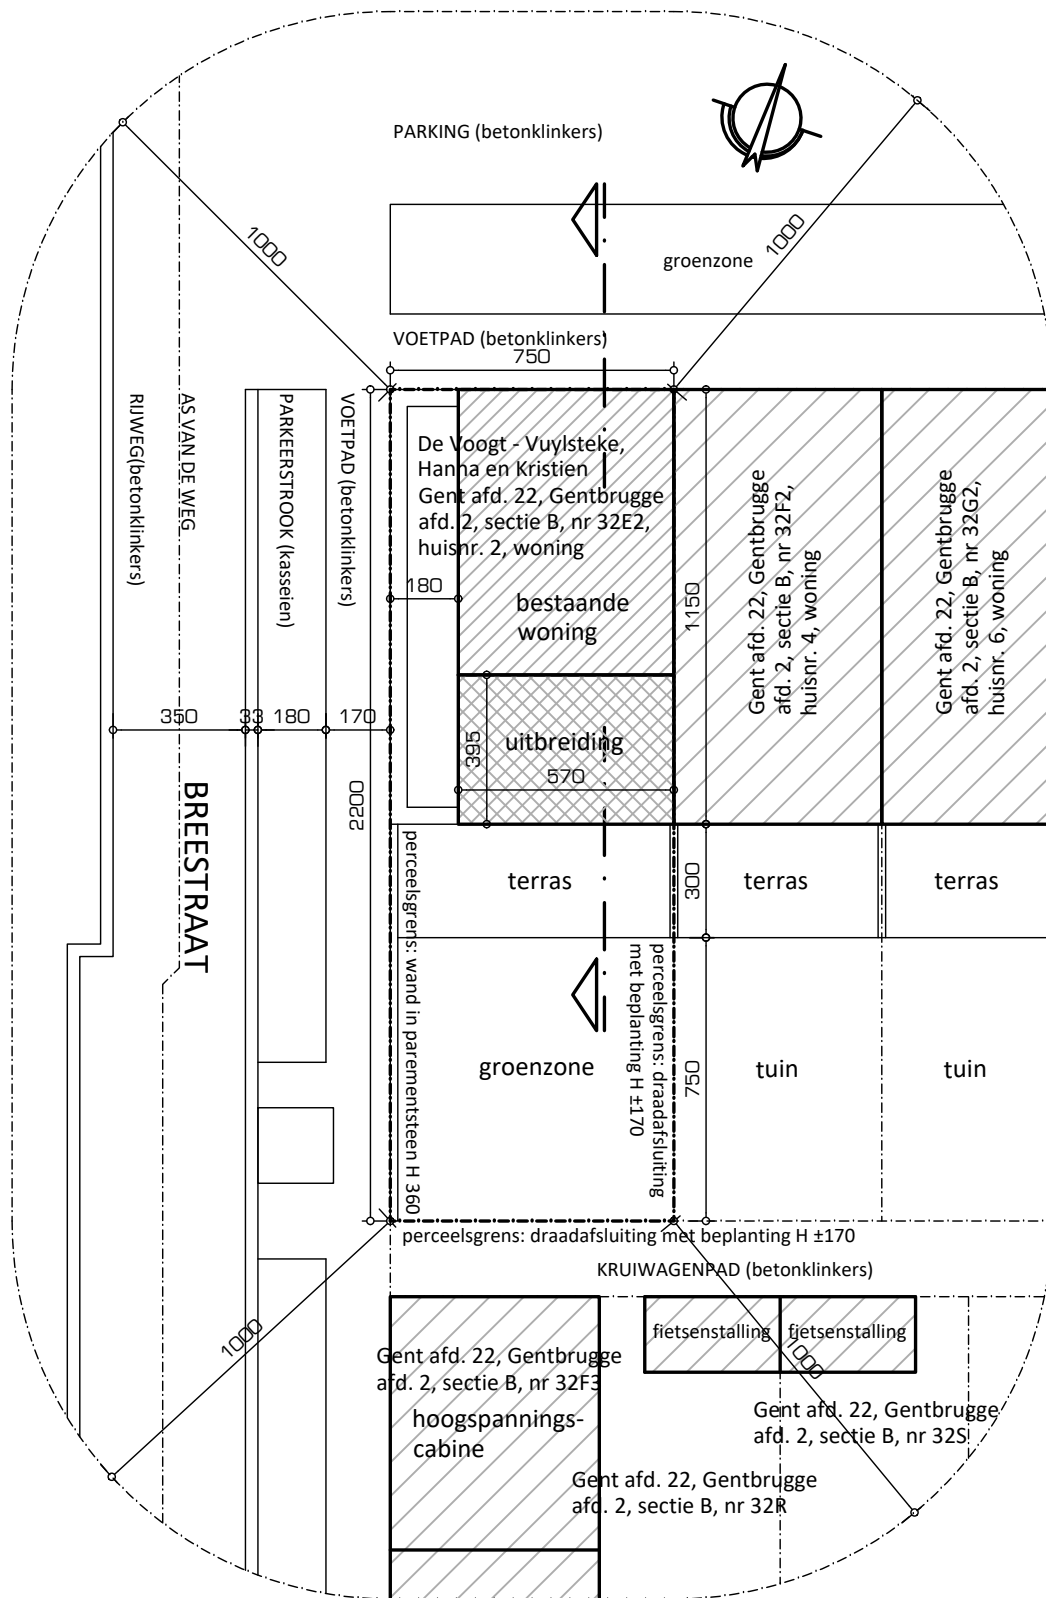 PARKING (betonklinkers)
1000
1000
groenzone
VOETPAD (betonklinkers)
750
RIJWEG(betonklinkers)
AS VAN DE WEG
PARKEERSTROOK (kasseien)
VOETPAD (betonklinkers)
De Voogt - Vuylsteke,
Hanna en Kristien
Gent afd. 22, Gentbrugge
afd. 2, sectie B, nr 32E2,
huisnr. 2, woning
180
bestaande
woning
1150
Gent afd. 22, Gentbrugge
afd. 2, sectie B, nr 32F2,
huisnr. 4, woning
Gent afd. 22, Gentbrugge
afd. 2, sectie B, nr 32G2,
huisnr. 6, woning
350
33
180
170
395
uitbreiding
570
2200
BREESTRAAT
perceelsgrens: wand in parementsteen H 360
terras
300
terras
terras
perceelsgrens: draadafsluiting
met beplanting H ±170
groenzone
750
tuin
tuin
perceelsgrens: draadafsluiting met beplanting H ±170
KRUIWAGENPAD (betonklinkers)
1000
fietsenstalling
fietsenstalling
1000
Gent afd. 22, Gentbrugge
afd. 2, sectie B, nr 32F3
hoogspannings-
cabine
Gent afd. 22, Gentbrugge
afd. 2, sectie B, nr 32S
Gent afd. 22, Gentbrugge
afd. 2, sectie B, nr 32R